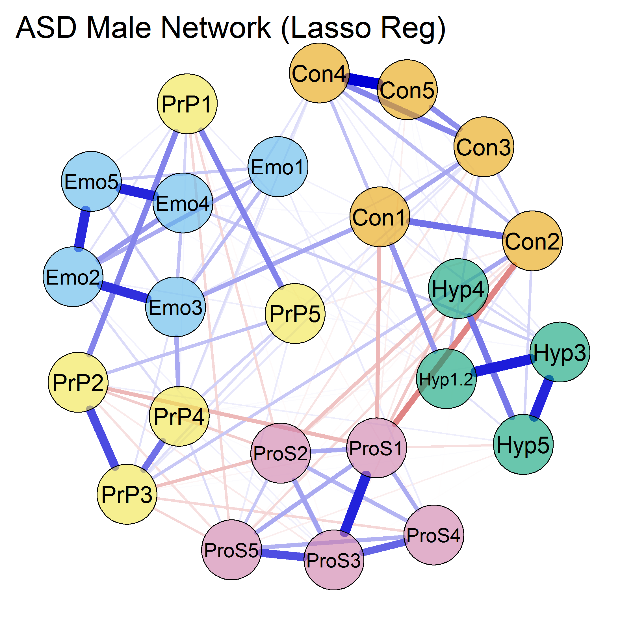 ASD Male Network (Lasso Reg)
Con4
Con5
PrP1
Con3
Emo1
Emo5
Emo4
Con1
Con2
Emo2
Hyp4
Emo3
PrP5
Hyp3
PrP2
Hyp1.2
PrP4
Hyp5
ProS2
ProS1
PrP3
ProS4
ProS5
ProS3